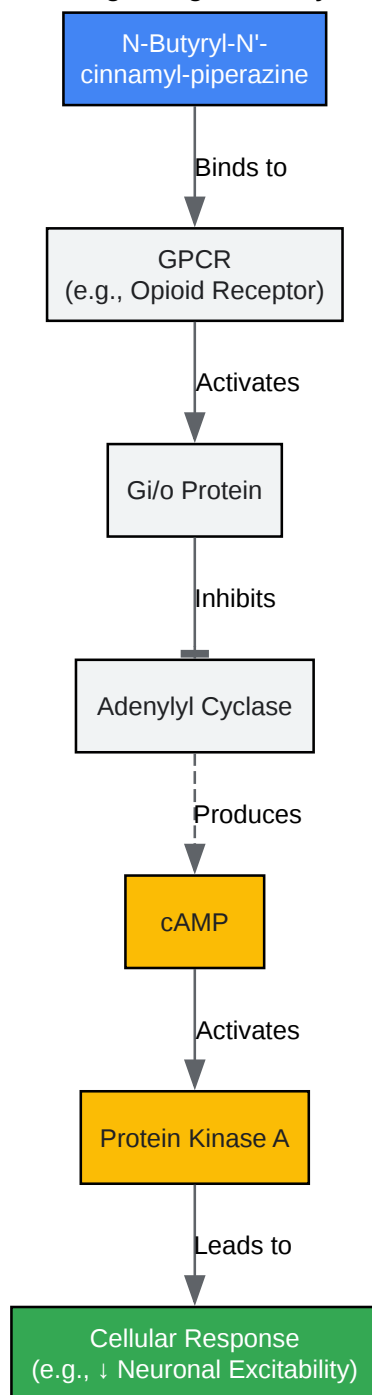 N-Butyryl-N'-
cinnamyl-piperazine
Binds to
GPCR
(e.g., Opioid Receptor)
Activates
Gi/o Protein
Inhibits
Adenylyl Cyclase
Produces
cAMP
Activates
Protein Kinase A
Leads to
Cellular Response
(e.g., ↓ Neuronal Excitability)